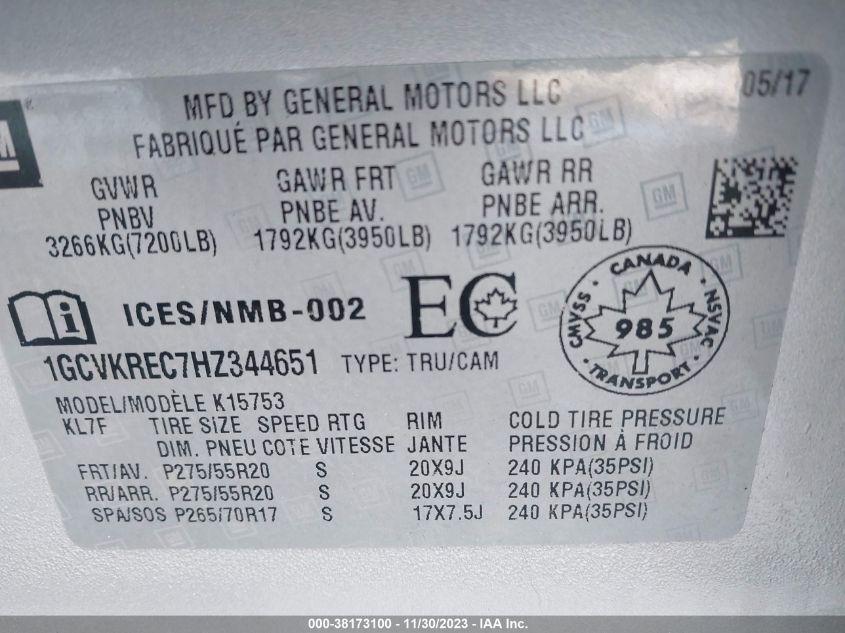 05/17
MFD BY GENERAL MOTORS LLC
FABRIQUÉ PAR GENERAL MOTORS LLC
GVWR GAWR FRT GAWR RR
PNBV PNBE AV. PNBE ARR.
3266KG(7200LB) 1792KG(3950LB) 1792KG(3950LB)
GM
ICES/NMB-002 EC
CANADA
CMVSS 985 NSVAC
TRANSPORT
1GCVKREC7HZ344651 TYPE: TRU/CAM
MODEL/MODÈLE K15753
KL7F TIRE SIZE SPEED RTG RIM COLD TIRE PRESSURE
DIM. PNEU COTE VITESSE JANTE PRESSION À FROID
FRT/AV. P275/55R20 S 20X9J 240 KPA(35PSI)
RR/ARR. P275/55R20 S 20X9J 240 KPA(35PSI)
SPA/SOS P265/70R17 S 17X7.5J 240 KPA(35PSI)
000-38173100 - 11/30/2023 - IAA Inc.